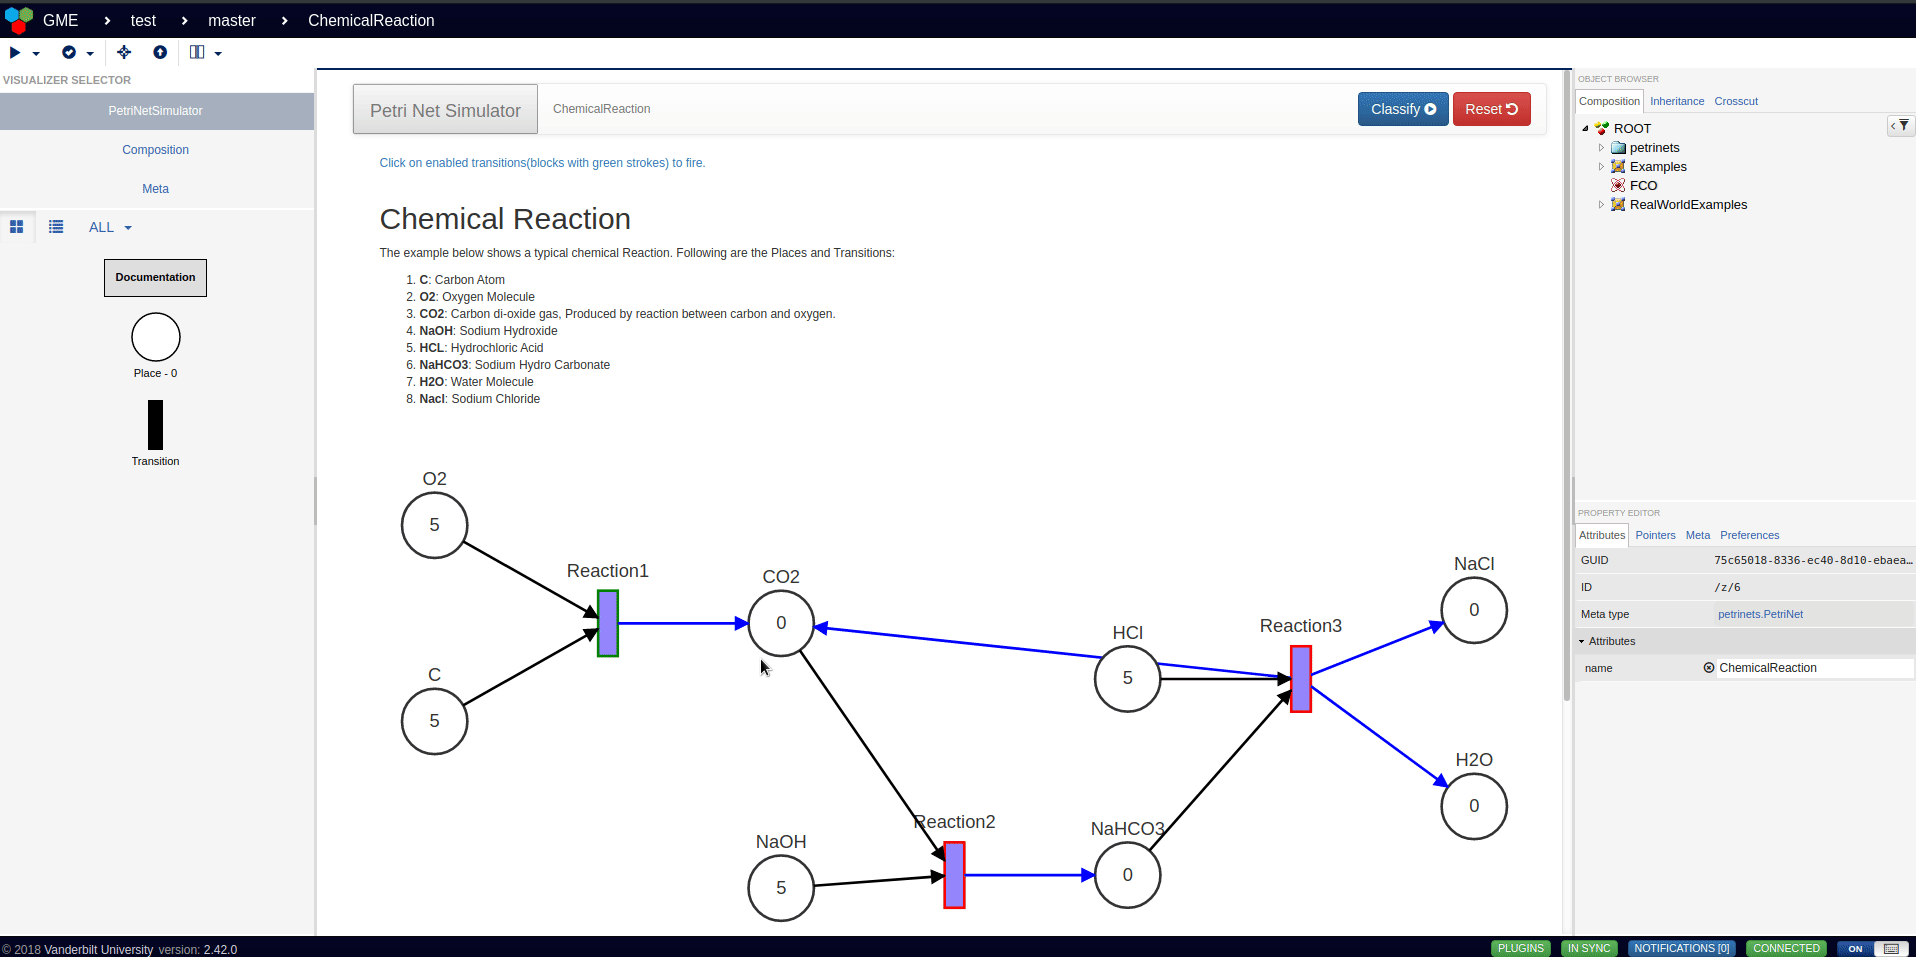 GME test master ChemicalReaction
VISUALIZER SELECTOR
PetriNetSimulator
Composition
Meta
ALL
Documentation
Place - 0
Transition
Petri Net Simulator ChemicalReaction Classify Reset
Click on enabled transitions(blocks with green strokes) to fire.
Chemical Reaction
The example below shows a typical chemical Reaction. Following are the Places and Transitions:
1. C: Carbon Atom
2. O2: Oxygen Molecule
3. CO2: Carbon di-oxide gas, Produced by reaction between carbon and oxygen.
4. NaOH: Sodium Hydroxide
5. HCL: Hydrochloric Acid
6. NaHCO3: Sodium Hydro Carbonate
7. H2O: Water Molecule
8. Nacl: Sodium Chloride
O2
5
Reaction1
CO2
0
C
5
HCl
5
Reaction3
NaCl
0
H2O
0
Reaction2
NaOH
5
NaHCO3
0
OBJECT BROWSER
Composition Inheritance Crosscut
ROOT
petrinets
Examples
FCO
RealWorldExamples
PROPERTY EDITOR
Attributes Pointers Meta Preferences
GUID 75c65018-8336-ec40-8d10-ebaea...
ID /z/6
Meta type petrinets.PetriNet
Attributes
name ChemicalReaction
© 2018 Vanderbilt University version: 2.42.0
PLUGINS IN SYNC NOTIFICATIONS [0] CONNECTED ON